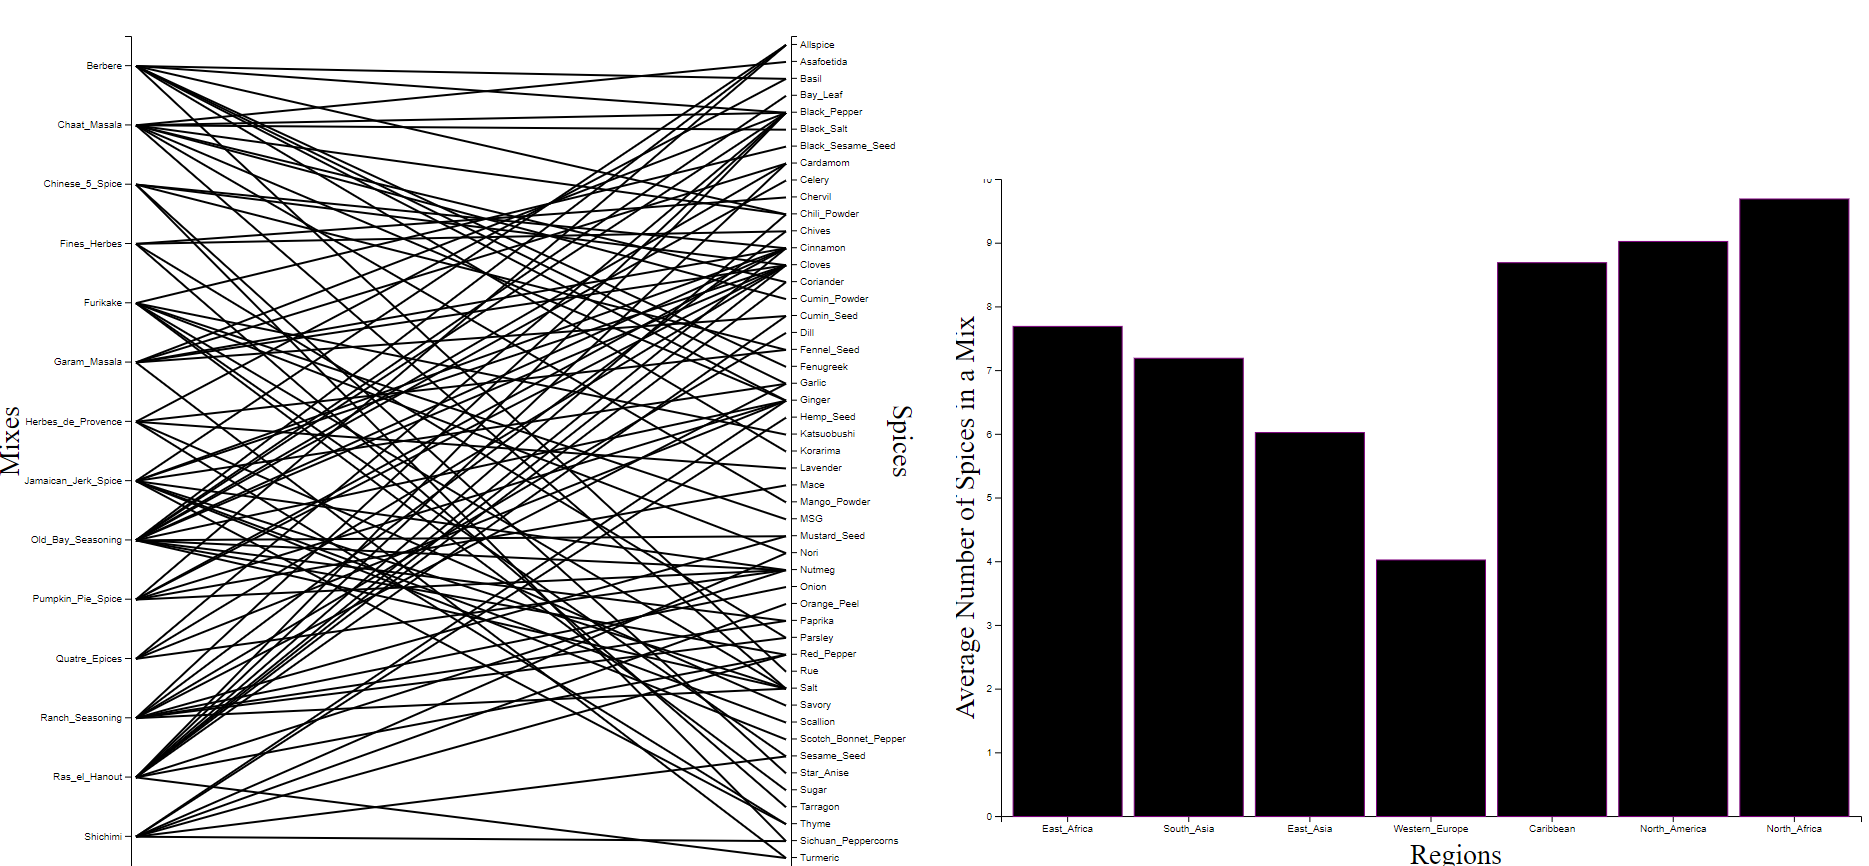 Mixes
Berbere
Chaat_Masala
Chinese_5_Spice
Fines_Herbes
Furikake
Garam_Masala
Herbes_de_Provence
Jamaican_Jerk_Spice
Old_Bay_Seasoning
Pumpkin_Pie_Spice
Quatre_Epices
Ranch_Seasoning
Ras_el_Hanout
Shichimi
Allspice
Asafoetida
Basil
Bay_Leaf
Black_Pepper
Black_Salt
Black_Sesame_Seed
Cardamom
Celery
Chervil
Chili_Powder
Chives
Cinnamon
Cloves
Coriander
Cumin_Powder
Cumin_Seed
Dill
Fennel_Seed
Fenugreek
Garlic
Ginger
Hemp_Seed
Katsuobushi
Korarima
Lavender
Mace
Mango_Powder
MSG
Mustard_Seed
Nori
Nutmeg
Onion
Orange_Peel
Paprika
Parsley
Red_Pepper
Rue
Salt
Savory
Scallion
Scotch_Bonnet_Pepper
Sesame_Seed
Star_Anise
Sugar
Tarragon
Thyme
Sichuan_Peppercorns
Turmeric
Spices
Average Number of Spices in a Mix
10
9
8
7
6
5
4
3
2
1
0
East_Africa
South_Asia
East_Asia
Western_Europe
Caribbean
North_America
North_Africa
Regions